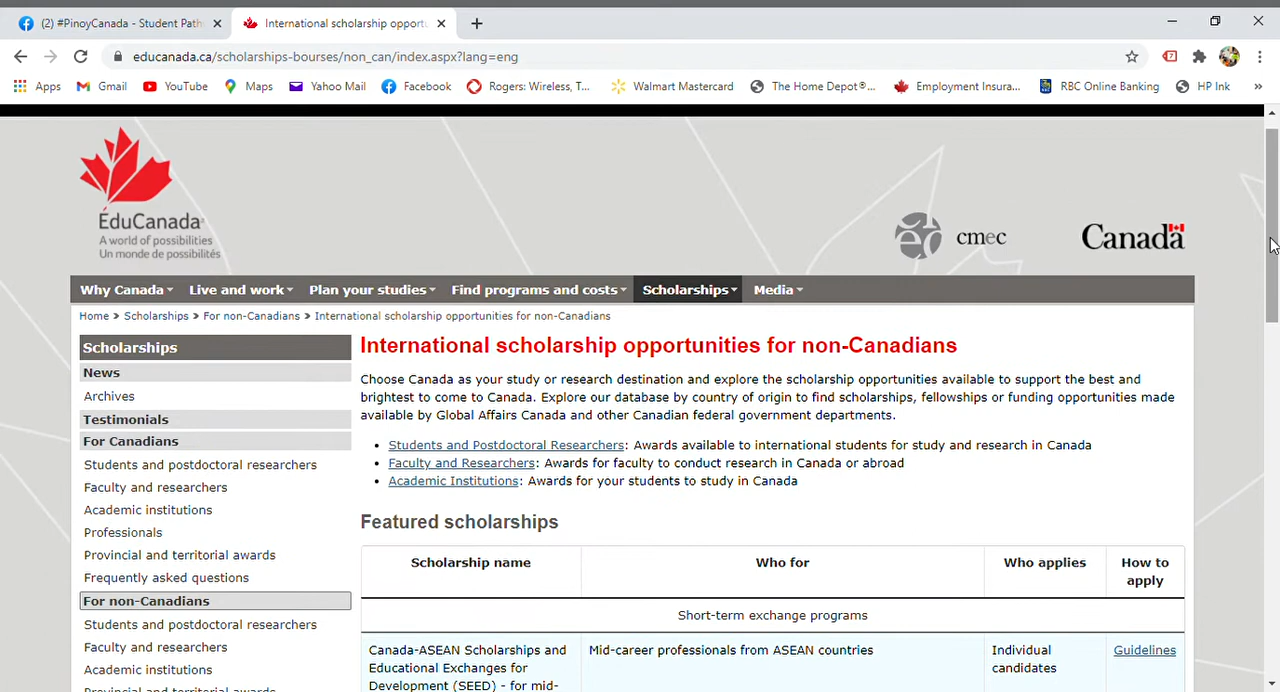 (2) #PinoyCanada - Student Path
International scholarship opportu
educanada.ca/scholarships-bourses/non_can/index.aspx?lang=eng
Apps Gmail YouTube Maps Yahoo Mail Facebook Rogers: Wireless, T... Walmart Mastercard The Home Depot®... Employment Insura... RBC Online Banking HP Ink »
ÉduCanada
A world of possibilities
Un monde de possibilités
cmec
Canada
Why Canada Live and work Plan your studies Find programs and costs Scholarships Media
Home > Scholarships > For non-Canadians > International scholarship opportunities for non-Canadians
Scholarships
News
Archives
Testimonials
For Canadians
Students and postdoctoral researchers
Faculty and researchers
Academic institutions
Professionals
Provincial and territorial awards
Frequently asked questions
For non-Canadians
Students and postdoctoral researchers
Faculty and researchers
Academic institutions
Provincial and territorial awards
International scholarship opportunities for non-Canadians
Choose Canada as your study or research destination and explore the scholarship opportunities available to support the best and
brightest to come to Canada. Explore our database by country of origin to find scholarships, fellowships or funding opportunities made
available by Global Affairs Canada and other Canadian federal government departments.
• Students and Postdoctoral Researchers: Awards available to international students for study and research in Canada
• Faculty and Researchers: Awards for faculty to conduct research in Canada or abroad
• Academic Institutions: Awards for your students to study in Canada
Featured scholarships
Scholarship name Who for Who applies How to
apply
Short-term exchange programs
Canada-ASEAN Scholarships and Mid-career professionals from ASEAN countries Individual Guidelines
Educational Exchanges for candidates
Development (SEED) - for mid-